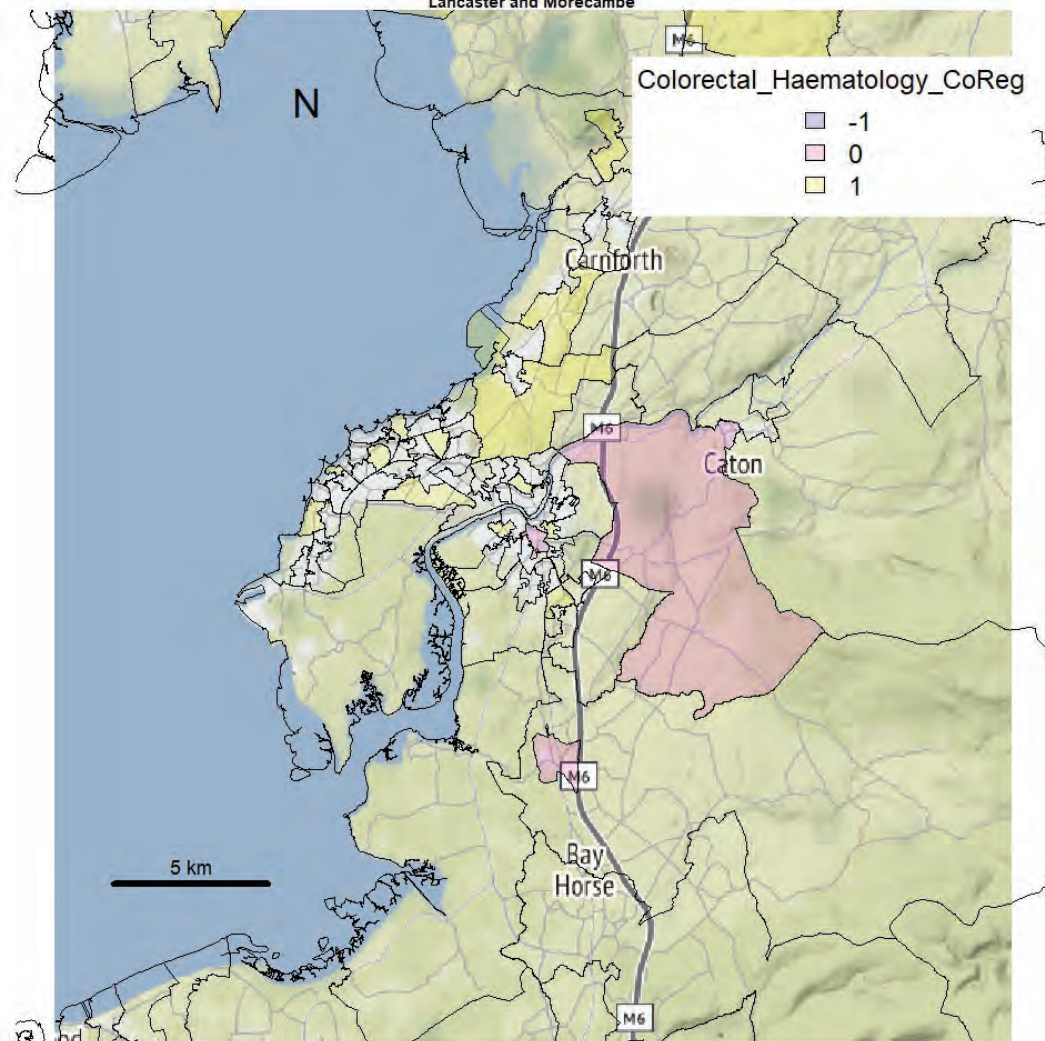 Lancaster and Morecambe
M6
N
Colorectal_Haematology_CoReg
-1
0
1
Carnforth
M6
Caton
M6
M6
Bay
Horse
5 km
M6